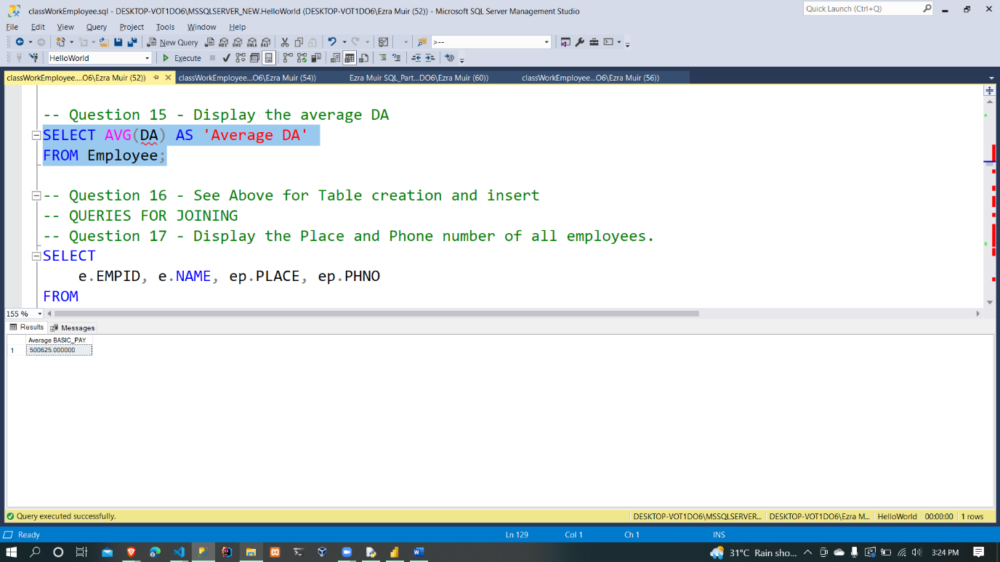 classWorkEmployee.sql - DESKTOP-VOT1DO6\MSSQLSERVER_NEW.HelloWorld (DESKTOP-VOT1DO6\Ezra Muir (52)) - Microsoft SQL Server Management Studio
Quick Launch (Ctrl+Q)
File Edit View Query Project Tools Window Help
New Query MDX DMX XMLA DAX >--
HelloWorld Execute
classWorkEmployee....O6\Ezra Muir (52)) classWorkEmployee...O6\Ezra Muir (54)) Ezra Muir SQL_Part...DO6\Ezra Muir (60)) classWorkEmployee...O6\Ezra Muir (56))
-- Question 15 - Display the average DA
SELECT AVG(DA) AS 'Average DA'
FROM Employee;
-- Question 16 - See Above for Table creation and insert
-- QUERIES FOR JOINING
-- Question 17 - Display the Place and Phone number of all employees.
SELECT
e.EMPID, e.NAME, ep.PLACE, ep.PHNO
FROM
155 %
Results Messages
Average BASIC_PAY
1 500625.000000
Query executed successfully. DESKTOP-VOT1DO6\MSSQLSERVER... DESKTOP-VOT1DO6\Ezra M... HelloWorld 00:00:00 1 rows
Ready Ln 129 Col 1 Ch 1 INS
31°C Rain sho... 3:24 PM